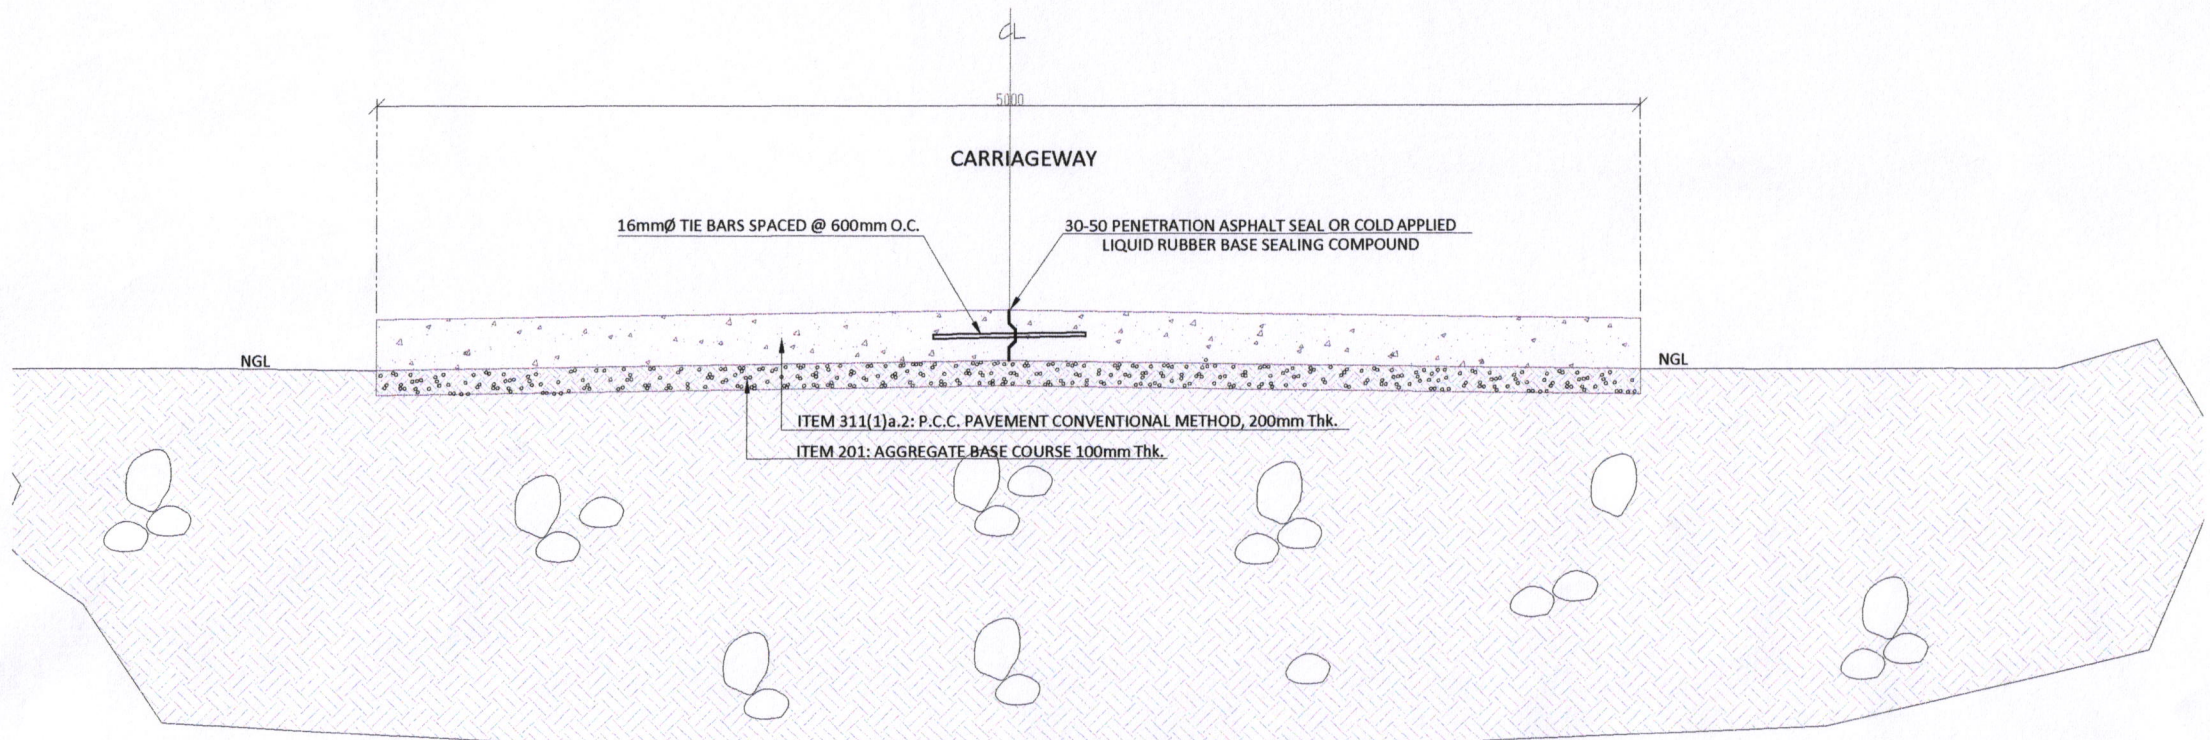 CL
5000
CARRIAGEWAY
16mmØ TIE BARS SPACED @ 600mm O.C.
30-50 PENETRATION ASPHALT SEAL OR COLD APPLIED
LIQUID RUBBER BASE SEALING COMPOUND
NGL
NGL
ITEM 311(1)a.2: P.C.C. PAVEMENT CONVENTIONAL METHOD, 200mm Thk.
ITEM 201: AGGREGATE BASE COURSE 100mm Thk.